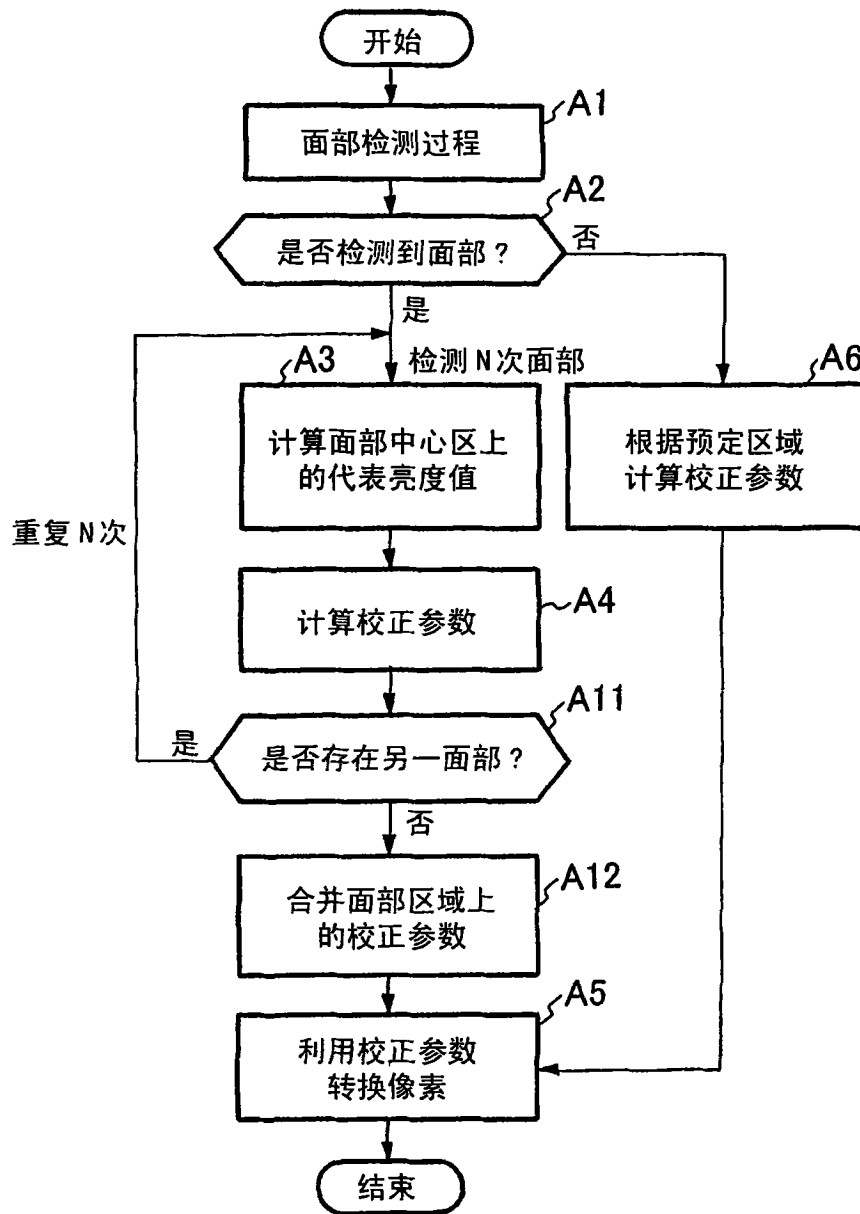 开始
A1
面部检测过程
A2
是否检测到面部？
否
是
检测N次面部
A3
A6
计算面部中心区上
的代表亮度值
根据预定区域
计算校正参数
重复N次
A4
计算校正参数
A11
是
是否存在另一面部？
否
A12
合并面部区域上
的校正参数
A5
利用校正参数
转换像素
结束